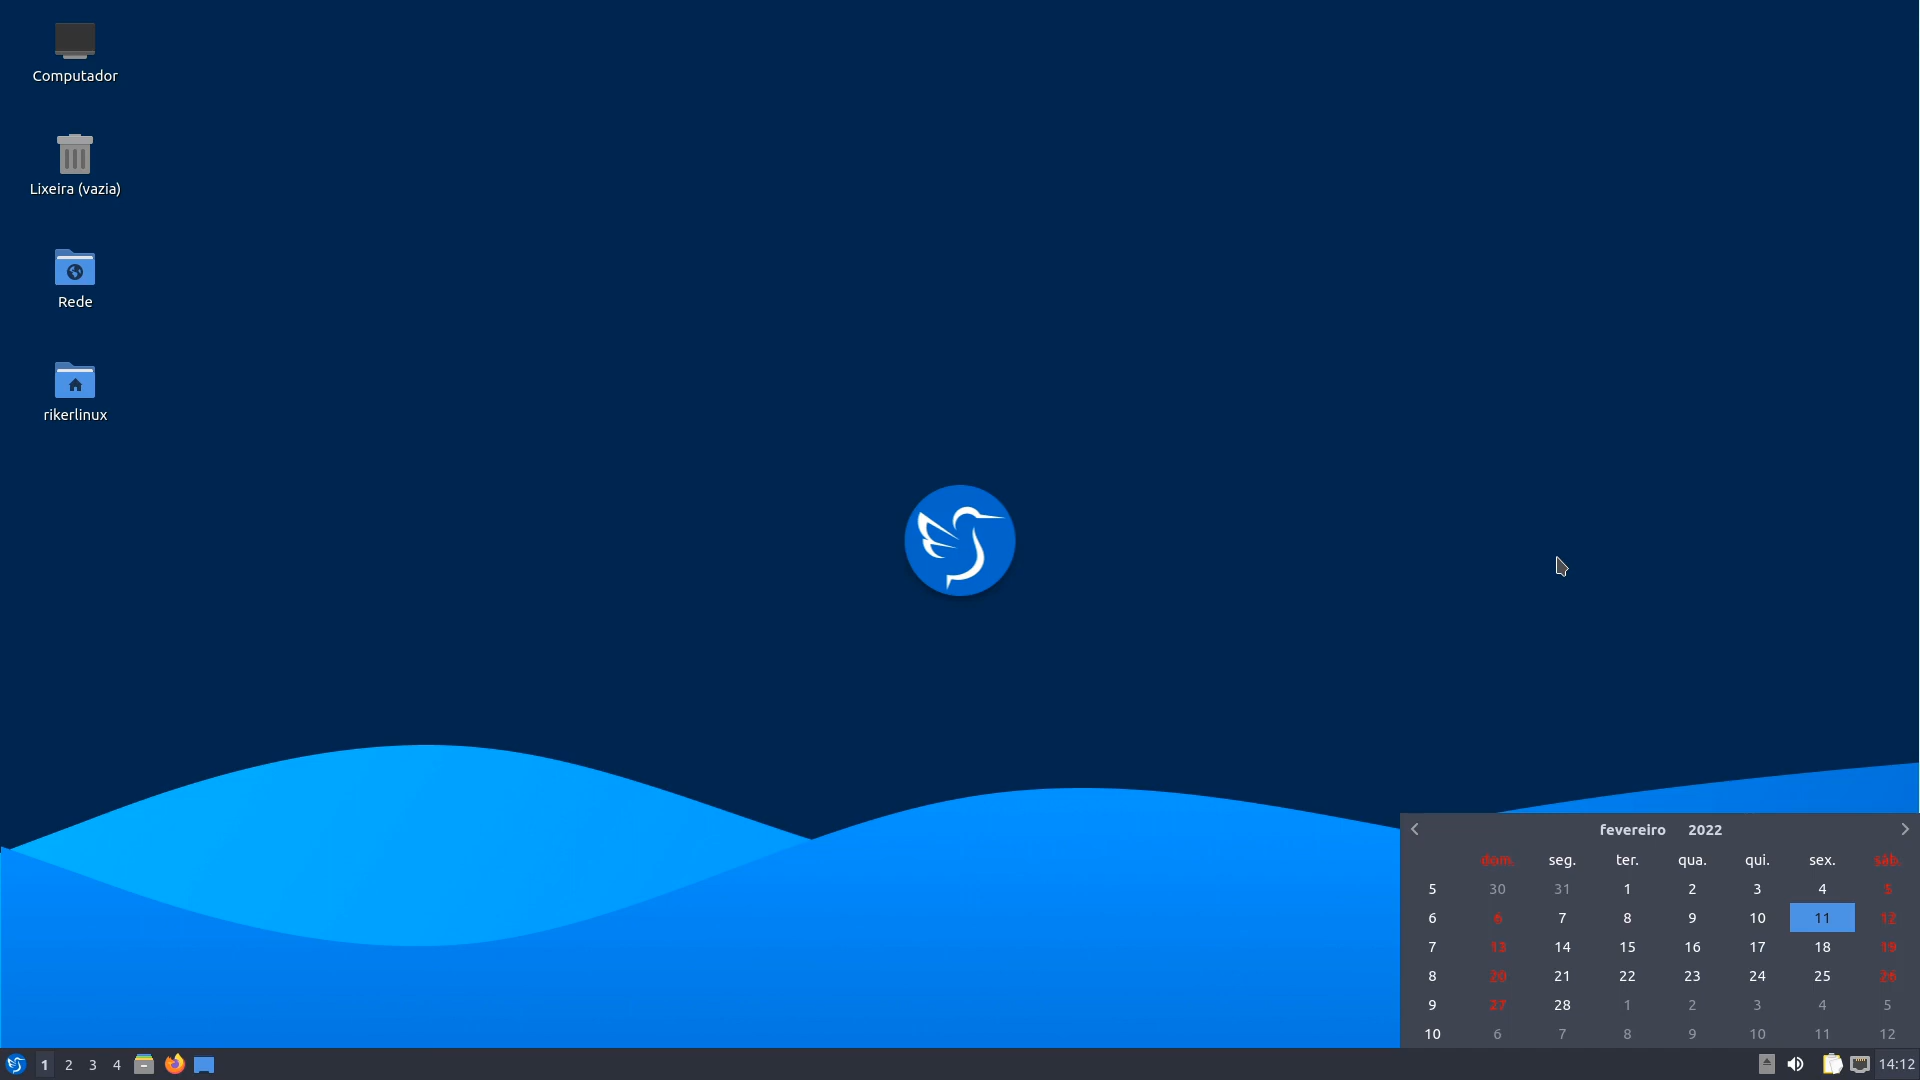 Computador
Lixeira (vazia)
Rede
rikerlinux
fevereiro 2022
dom. seg. ter. qua. qui. sex. sáb.
5 30 31 1 2 3 4 5
6 6 7 8 9 10 11 12
7 13 14 15 16 17 18 19
8 20 21 22 23 24 25 26
9 27 28 1 2 3 4 5
10 6 7 8 9 10 11 12
1 2 3 4 14:12